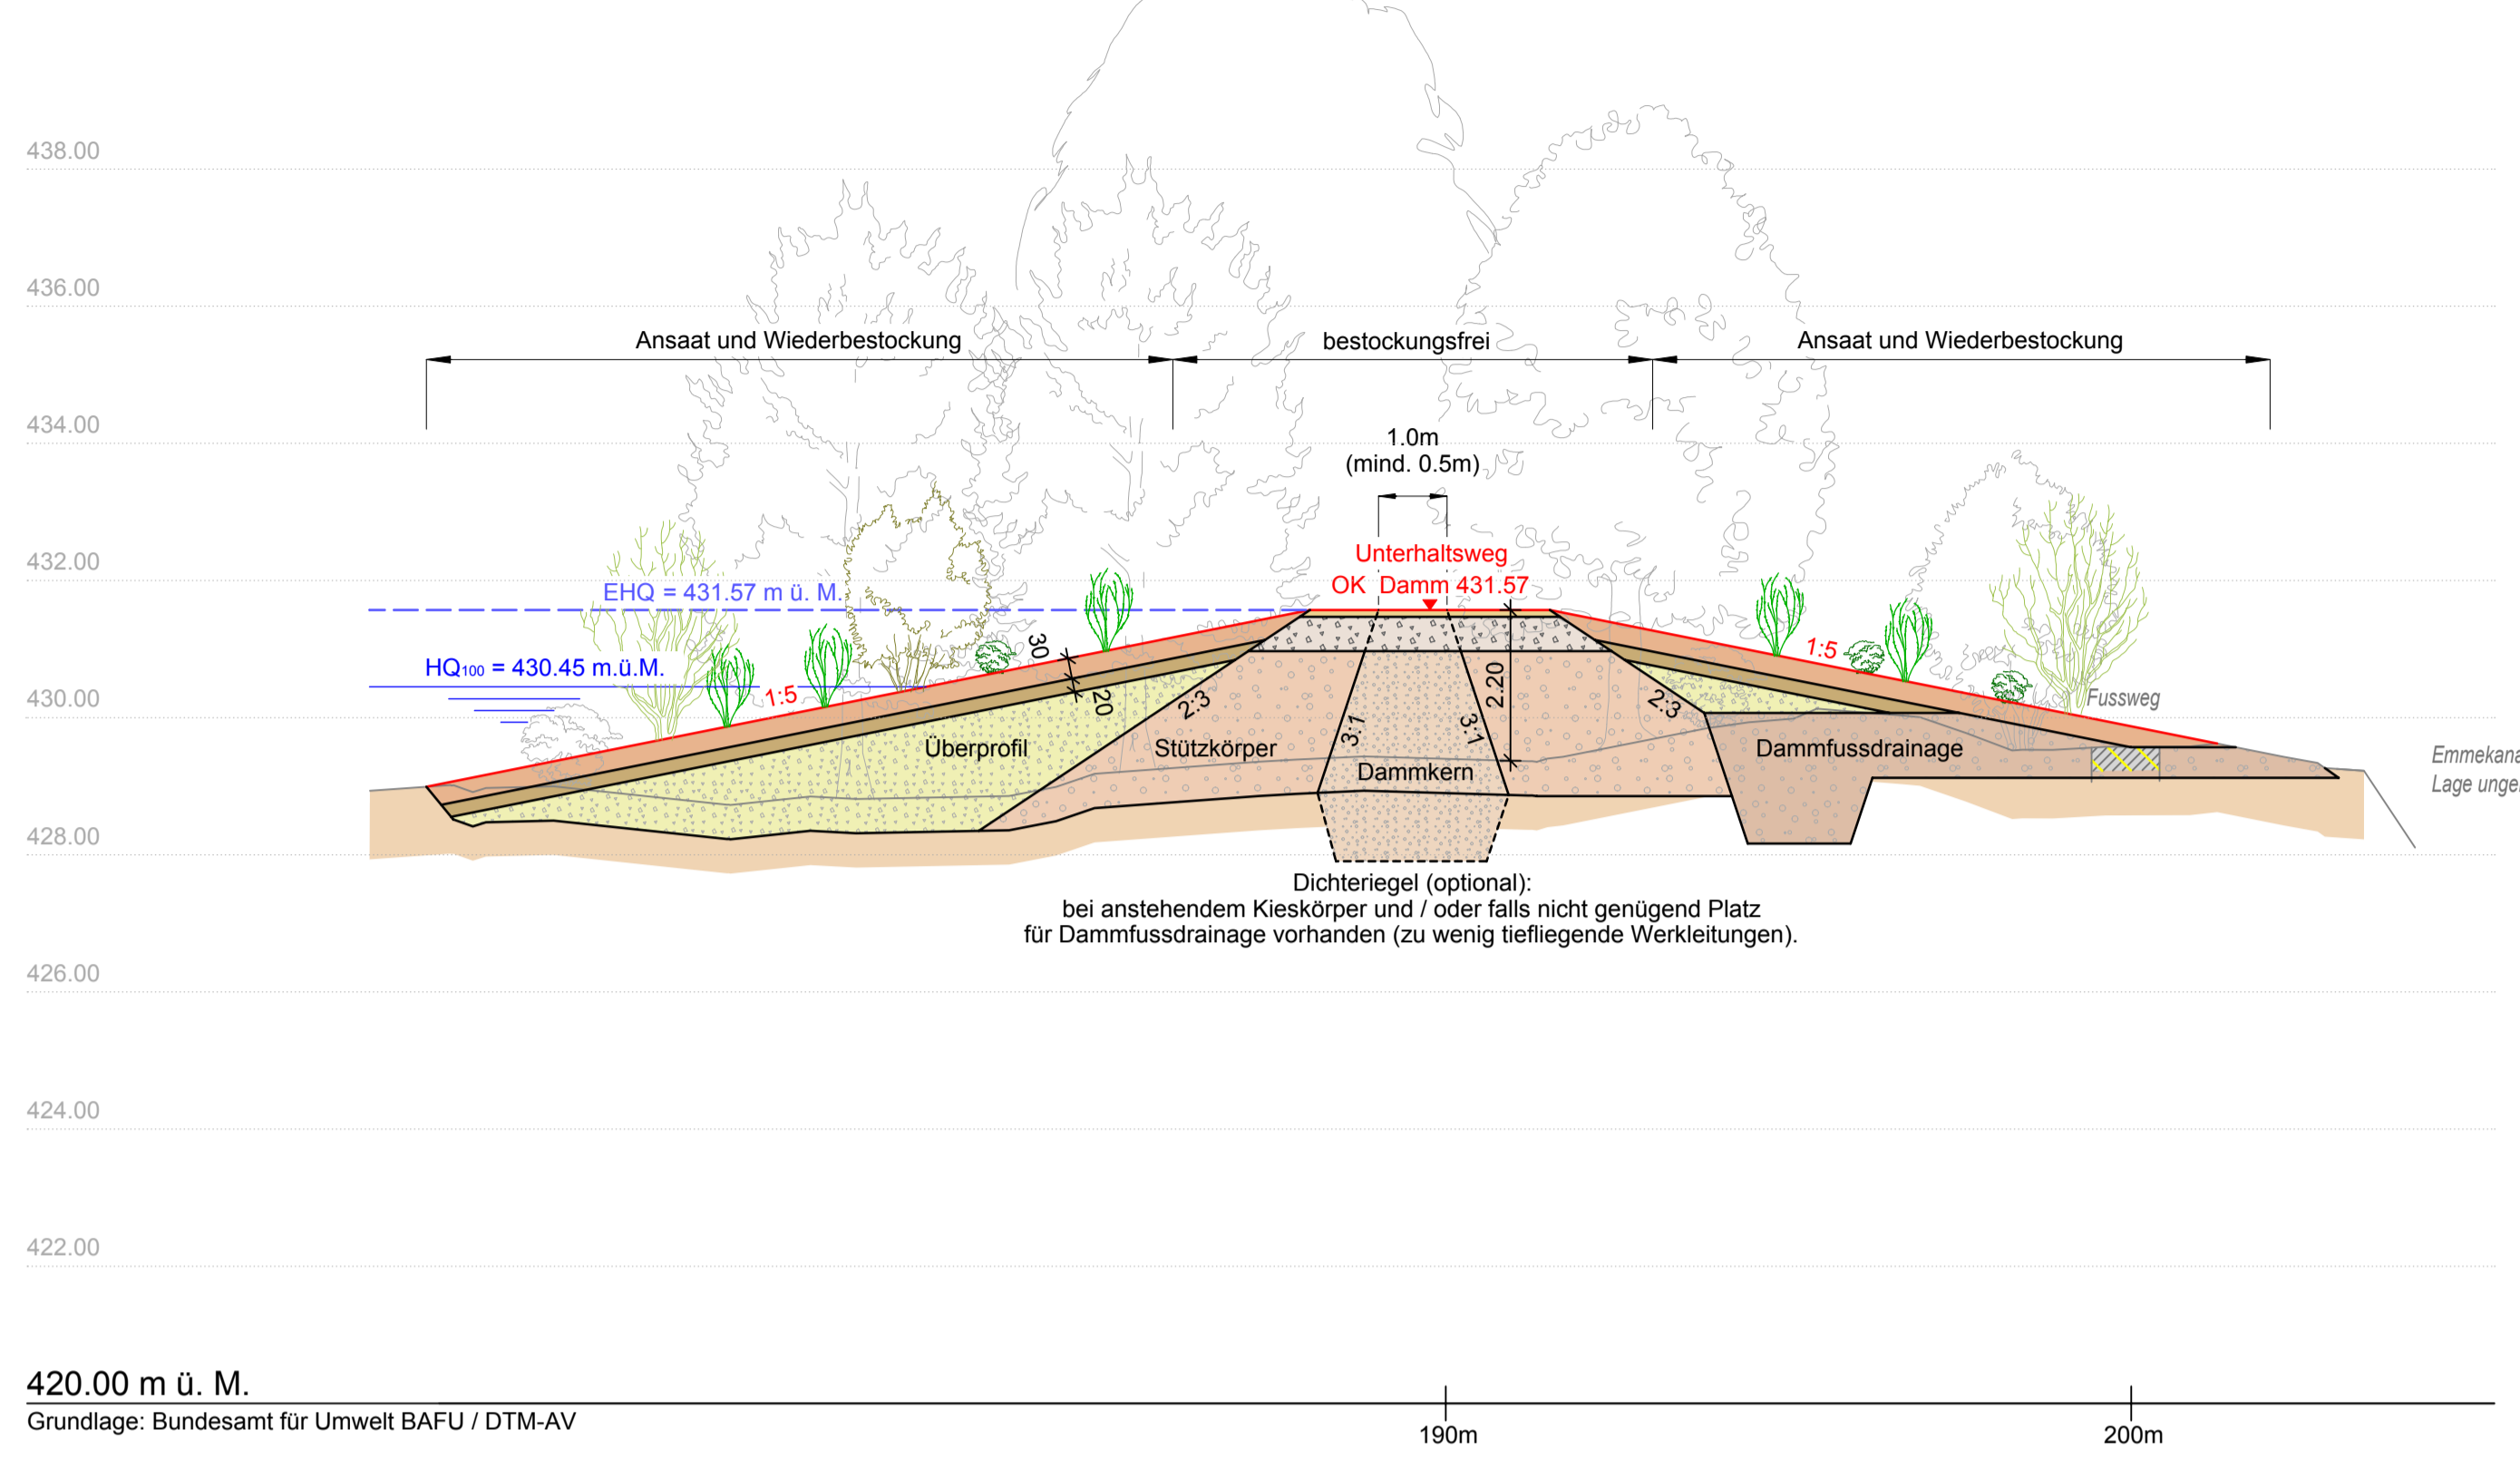 438.00
436.00
Ansaat und Wiederbestockung
bestockungsfrei
Ansaat und Wiederbestockung
434.00
1.0m
(mind. 0.5m)
432.00
Unterhaltsweg
EHQ = 431.57 m ü. M.
OK Damm 431.57
30
1:5
HQ100 = 430.45 m.ü.M.
1:5
20
2:3
2.20
2:3
430.00
Fussweg
3:1
3:1
Überprofil
Stützkörper
Dammkern
Dammfussdrainage
Emmekana
Lage unge
428.00
Dichteriegel (optional):
bei anstehendem Kieskörper und / oder falls nicht genügend Platz
für Dammfussdrainage vorhanden (zu wenig tiefliegende Werkleitungen).
426.00
424.00
422.00
420.00 m ü. M.
Grundlage: Bundesamt für Umwelt BAFU / DTM-AV
190m
200m